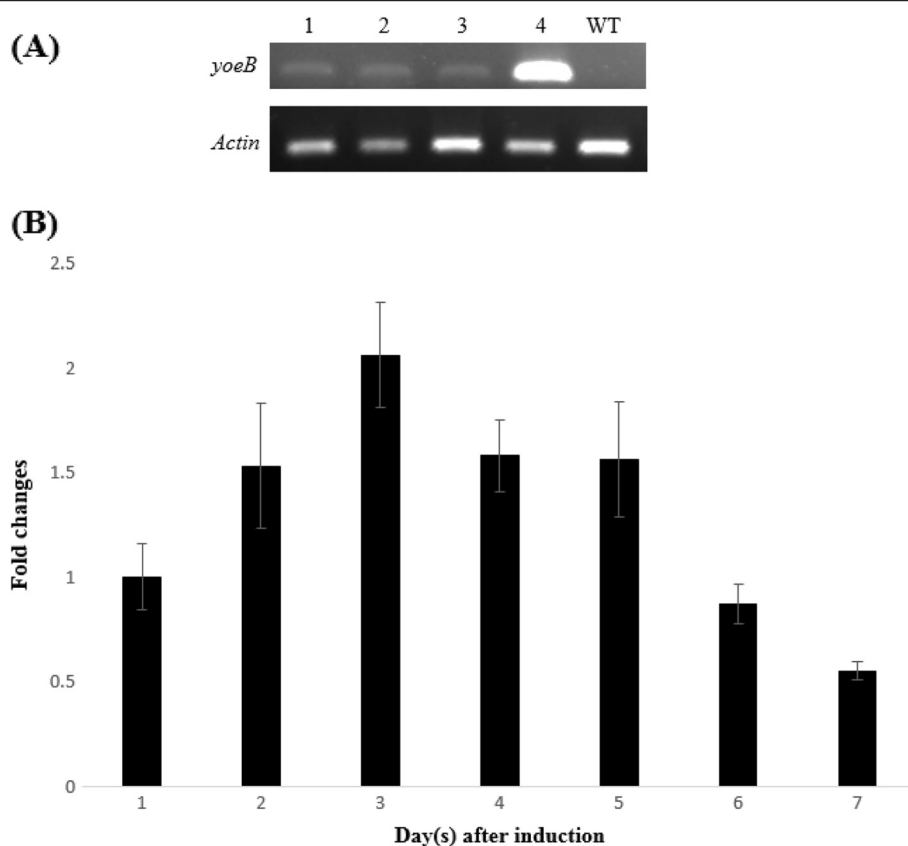 (A)
1 2 3 4 WT
yoeB
Actin
(B)
2.5
2
1.5
1
0.5
0
Fold changes
1 2 3 4 5 6 7
Day(s) after induction